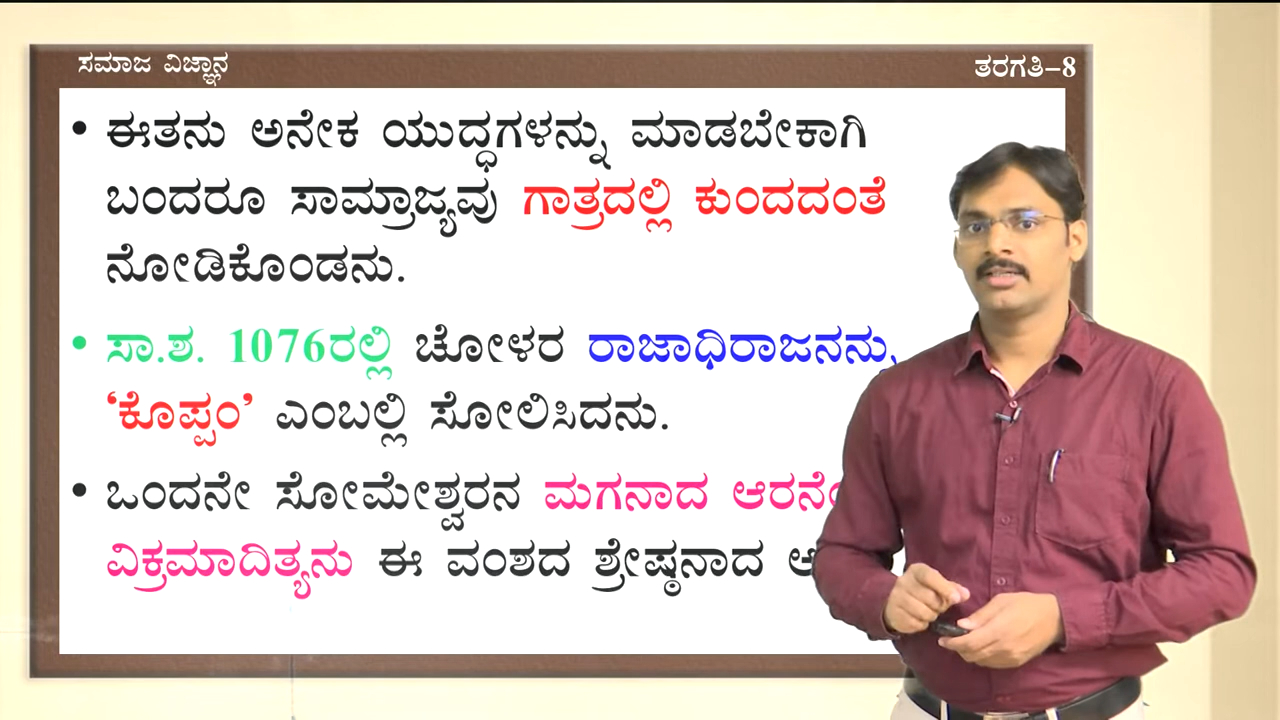 ಸಮಾಜ ವಿಜ್ಞಾನ
ತರಗತಿ-8
• ಈತನು ಅನೇಕ ಯುದ್ಧಗಳನ್ನು ಮಾಡಬೇಕಾಗಿ
ಬಂದರೂ ಸಾಮ್ರಾಜ್ಯವು ಗಾತ್ರದಲ್ಲಿ ಕುಂದದಂತೆ
ನೋಡಿಕೊಂಡನು.
• ಸಾ.ಶ. 1076ರಲ್ಲಿ ಚೋಳರ ರಾಜಾಧಿರಾಜನನ್ನು
‘ಕೊಪ್ಪಂ’ ಎಂಬಲ್ಲಿ ಸೋಲಿಸಿದನು.
• ಒಂದನೇ ಸೋಮೇಶ್ವರನ ಮಗನಾದ
ವಿಕ್ರಮಾದಿತ್ಯನು ಈ ವಂಶದ ಶ್ರೇಷ್ಠನಾದ